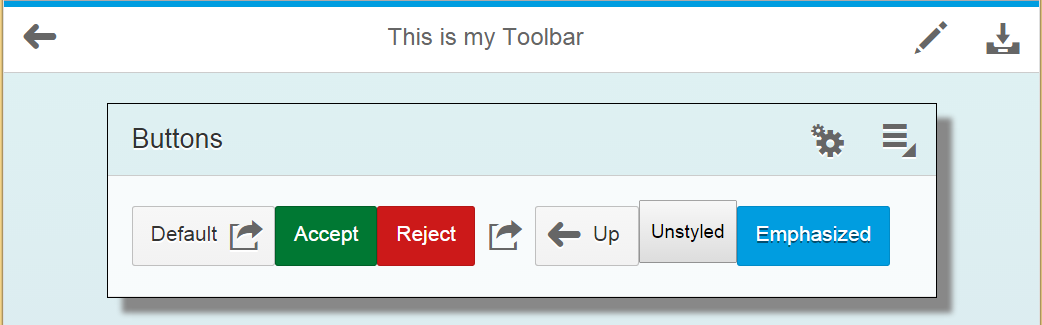 This is my Toolbar
Buttons
Default Accept Reject Up Unstyled Emphasized